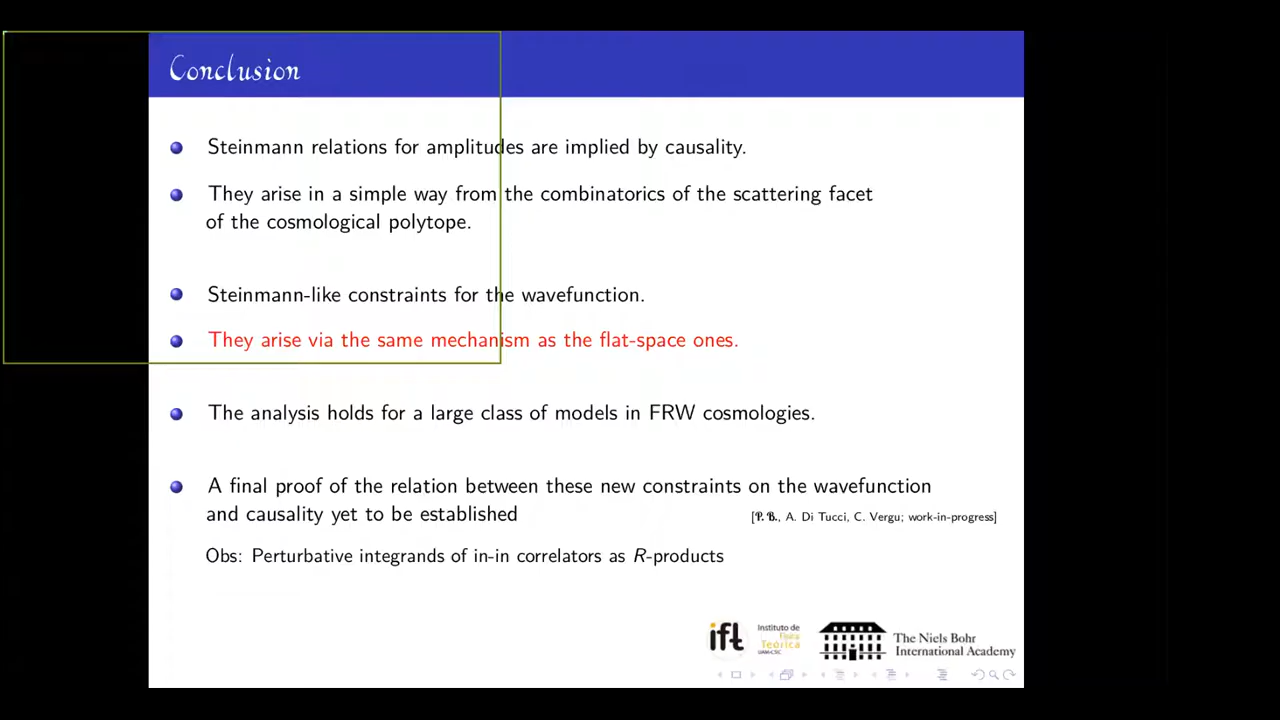 Conclusion
Steinmann relations for amplitudes are implied by causality.
They arise in a simple way from the combinatorics of the scattering facet
of the cosmological polytope.
Steinmann-like constraints for the wavefunction.
They arise via the same mechanism as the flat-space ones.
The analysis holds for a large class of models in FRW cosmologies.
A final proof of the relation between these new constraints on the wavefunction
and causality yet to be established
[P. B., A. Di Tucci, C. Vergu; work-in-progress]
Obs: Perturbative integrands of in-in correlators as R-products
ift
Instituto de
Física
Teórica
UAM-CSIC
The Niels Bohr
International Academy